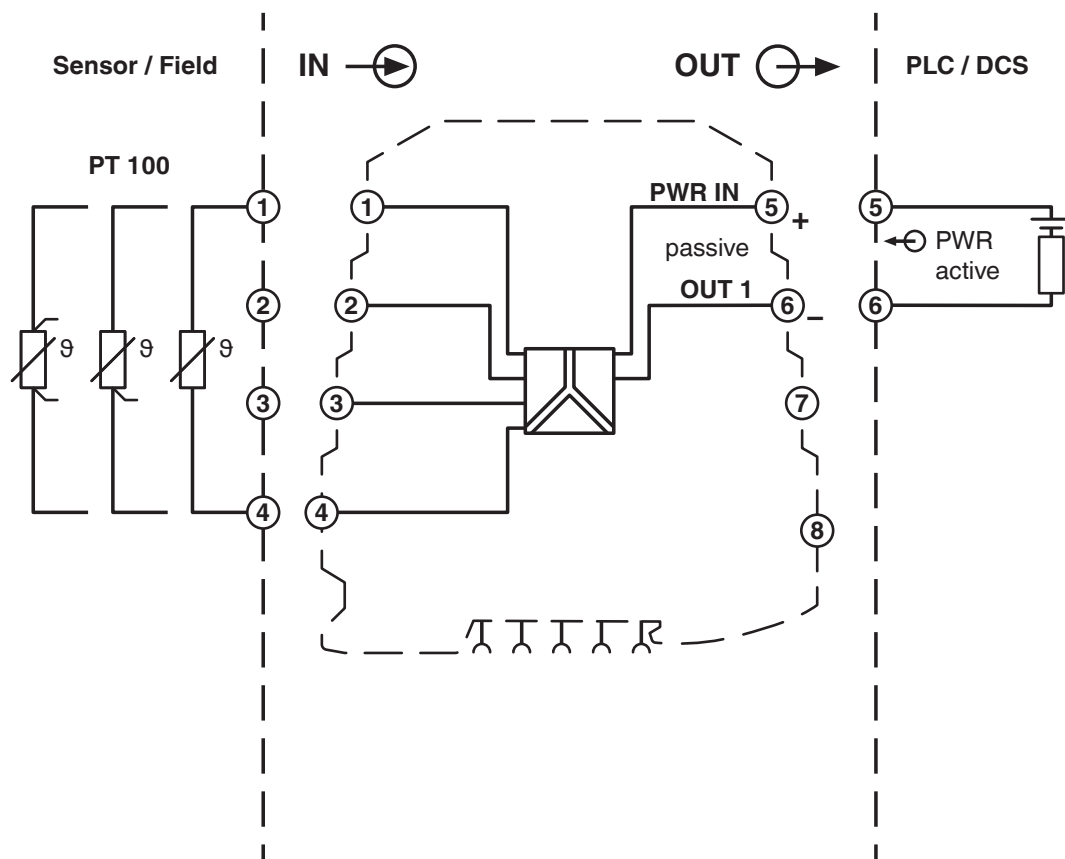 Sensor / Field
IN
OUT
PLC / DCS
PT 100
1
1
PWR IN
5
+
5
passive
PWR
active
2
2
OUT 1
6
–
6
ϑ
ϑ
ϑ
3
3
7
4
4
8